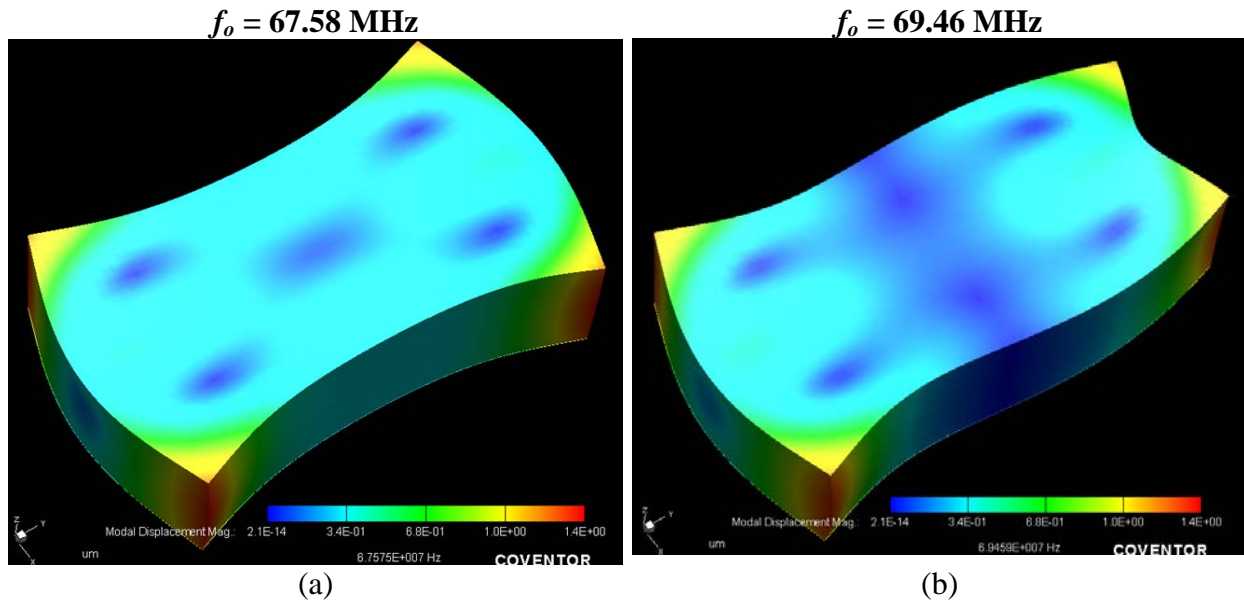 f_o = 67.58 MHz
f_o = 69.46 MHz
Z
Y
X
Modal Displacement Mag.:
2.1E-14 3.4E-01 6.8E-01 1.0E+00 1.4E+00
um
6.7575E+007 Hz
COVENTOR
Z
Y
X
Modal Displacement Mag.:
2.1E-14 3.4E-01 6.8E-01 1.0E+00 1.4E+00
um
6.9459E+007 Hz
COVENTOR
(a)
(b)